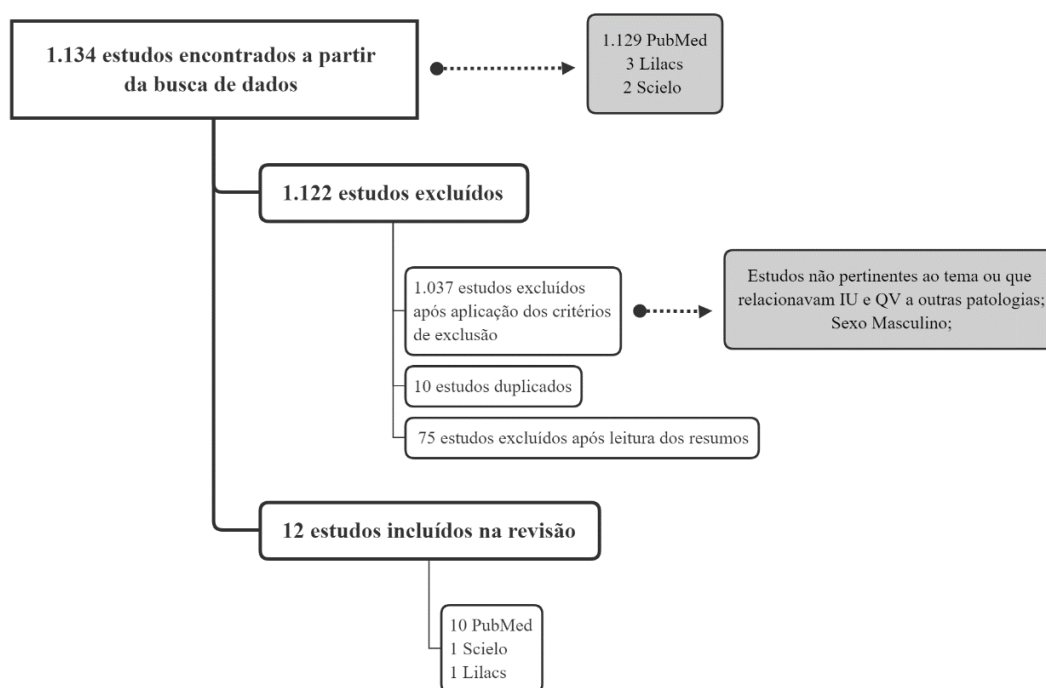 1.134 estudos encontrados a partir
da busca de dados
1.129 PubMed
3 Lilacs
2 Scielo
1.122 estudos excluídos
1.037 estudos excluídos
após aplicação dos critérios
de exclusão
Estudos não pertinentes ao tema ou que
relacionavam IU e QV a outras patologias;
Sexo Masculino;
10 estudos duplicados
75 estudos excluídos após leitura dos resumos
12 estudos incluídos na revisão
10 PubMed
1 Scielo
1 Lilacs